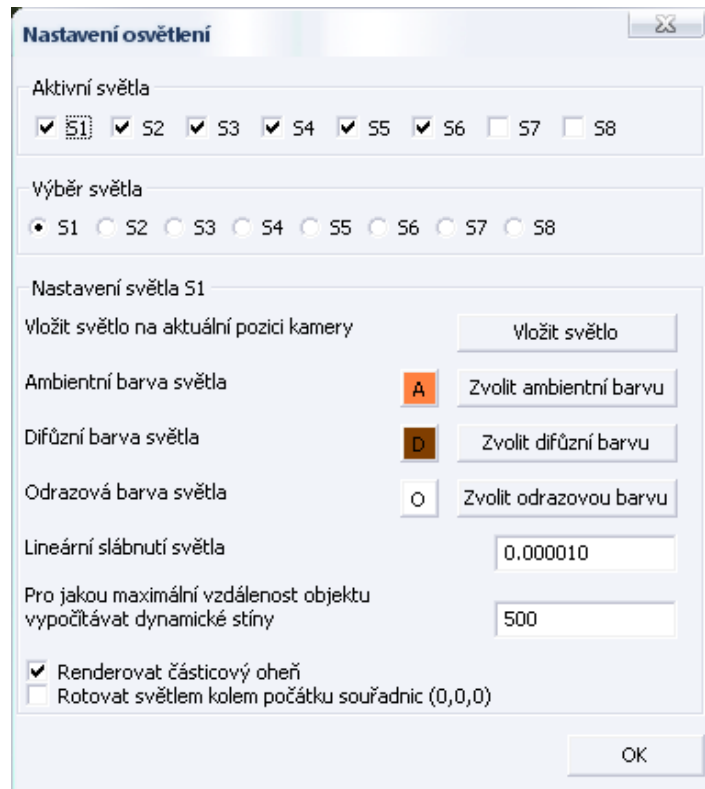 Nastavení osvětlení
Aktivní světla
S1 S2 S3 S4 S5 S6 S7 S8
Výběr světla
S1 S2 S3 S4 S5 S6 S7 S8
Nastavení světla S1
Vložit světlo na aktuální pozici kamery Vložit světlo
Ambientní barva světla A Zvolit ambientní barvu
Difůzní barva světla D Zvolit difůzní barvu
Odrazová barva světla O Zvolit odrazovou barvu
Lineární slábnutí světla 0.000010
Pro jakou maximální vzdálenost objektu
vypočítávat dynamické stíny 500
Renderovat částicový oheň
Rotovat světlem kolem počátku souřadnic (0,0,0)
OK